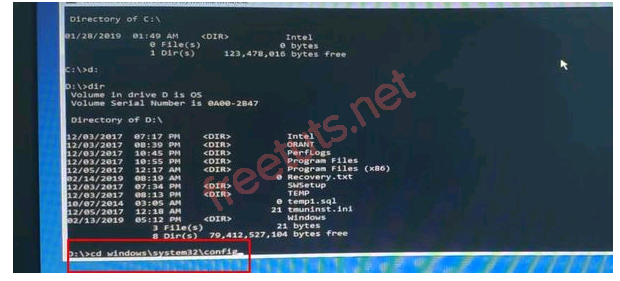 Directory of C:\
01/28/2019 01:49 AM <DIR> Intel
0 File(s) 0 bytes
1 Dir(s) 123,478,016 bytes free
C:\>d:
D:\>dir
Volume in drive D is OS
Volume Serial Number is 0A00-2B47
Directory of D:\
12/03/2017 07:17 PM <DIR> Intel
12/03/2017 08:39 PM <DIR> ORANT
12/03/2017 10:45 PM <DIR> PerfLogs
12/03/2017 10:55 PM <DIR> Program Files
12/05/2017 12:17 AM <DIR> Program Files (x86)
02/14/2019 08:19 AM 0 Recovery.txt
12/03/2017 07:34 PM <DIR> SWSetup
12/03/2017 08:13 PM <DIR> TEMP
10/07/2014 03:05 AM 0 temp1.sql
12/05/2017 12:18 AM 21 tmuninst.ini
02/13/2019 05:12 PM <DIR> Windows
3 File(s) 21 bytes
8 Dir(s) 79,412,527,104 bytes free
D:\>cd windows\system32\config_
freetuts.net